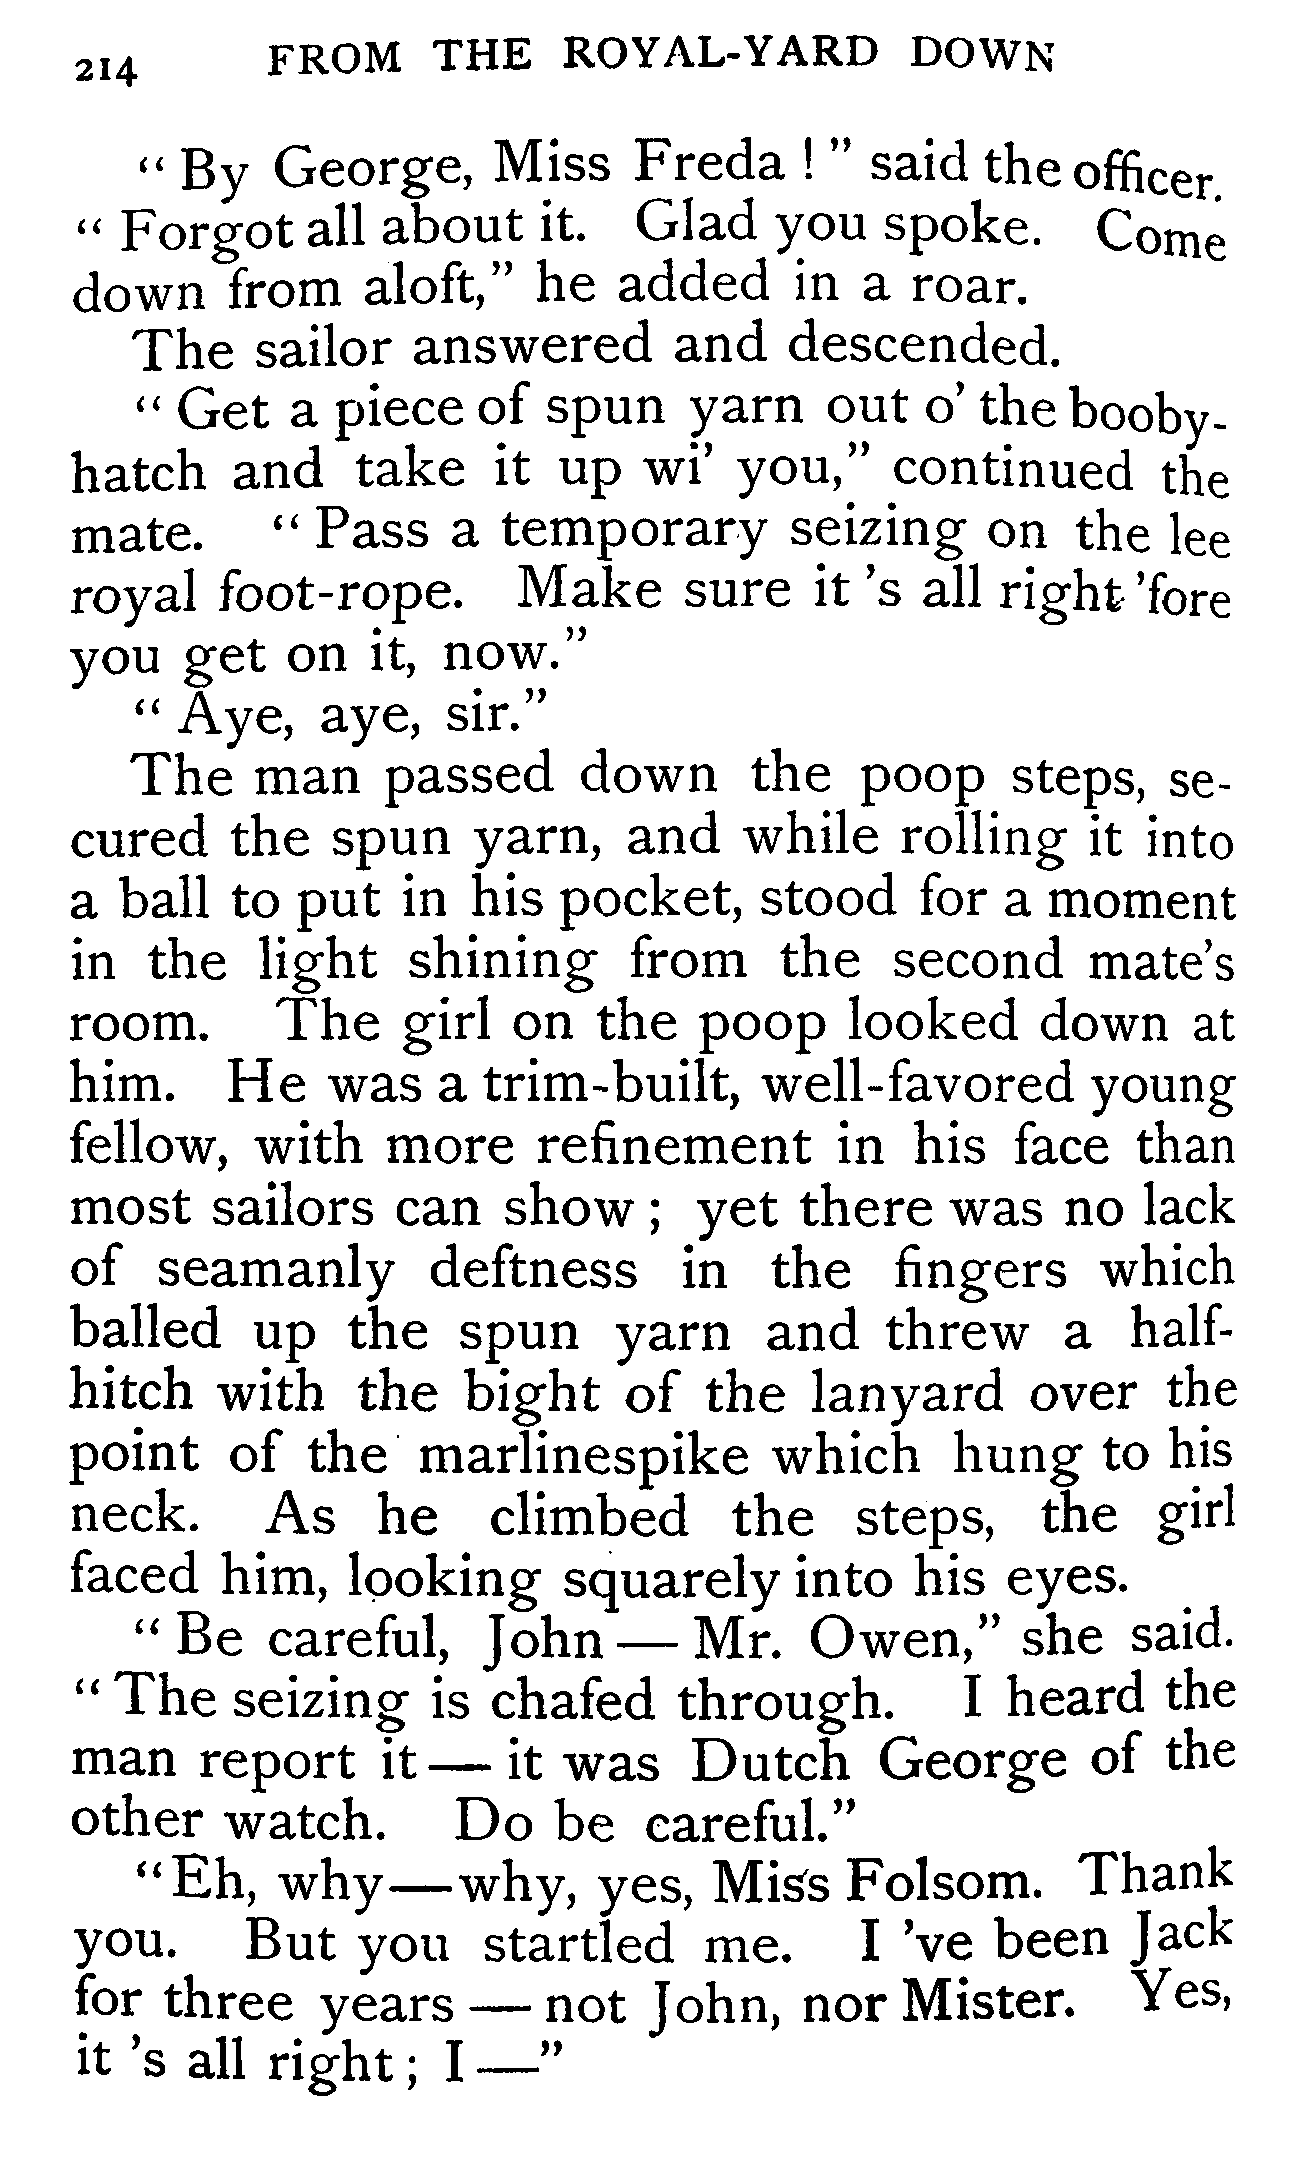 214 FROM THE ROYAL-YARD DOWN
“ By George, Miss Freda ! ” said the officer.
“ Forgot all about it. Glad you spoke. Come
down from aloft,” he added in a roar.
The sailor answered and descended.
“ Get a piece of spun yarn out o’ the booby-
hatch and take it up wi’ you,” continued the
mate. “ Pass a temporary seizing on the lee
royal foot-rope. Make sure it ’s all right ’fore
you get on it, now.”
“ Aye, aye, sir.”
The man passed down the poop steps, se-
cured the spun yarn, and while rolling it into
a ball to put in his pocket, stood for a moment
in the light shining from the second mate’s
room. The girl on the poop looked down at
him. He was a trim-built, well-favored young
fellow, with more refinement in his face than
most sailors can show ; yet there was no lack
of seamanly deftness in the fingers which
balled up the spun yarn and threw a half-
hitch with the bight of the lanyard over the
point of the marlinespike which hung to his
neck. As he climbed the steps, the girl
faced him, looking squarely into his eyes.
“ Be careful, John — Mr. Owen,” she said.
“ The seizing is chafed through. I heard the
man report it — it was Dutch George of the
other watch. Do be careful.”
“ Eh, why—why, yes, Miss Folsom. Thank
you. But you startled me. I ’ve been Jack
for three years — not John, nor Mister. Yes,
it ’s all right ; I —”